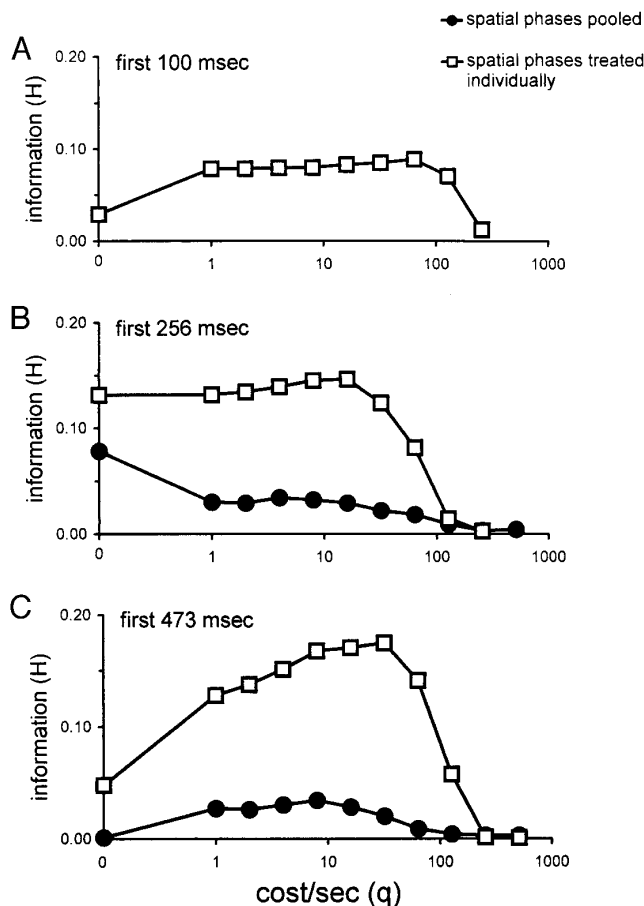 spatial phases pooled
spatial phases treated
individually
A
first 100 msec
information (H)
0.20
0.10
0.00
0 1 10 100 1000
B
first 256 msec
information (H)
0.20
0.10
0.00
0 1 10 100 1000
C
first 473 msec
information (H)
0.20
0.10
0.00
0 1 10 100 1000
cost/sec (q)